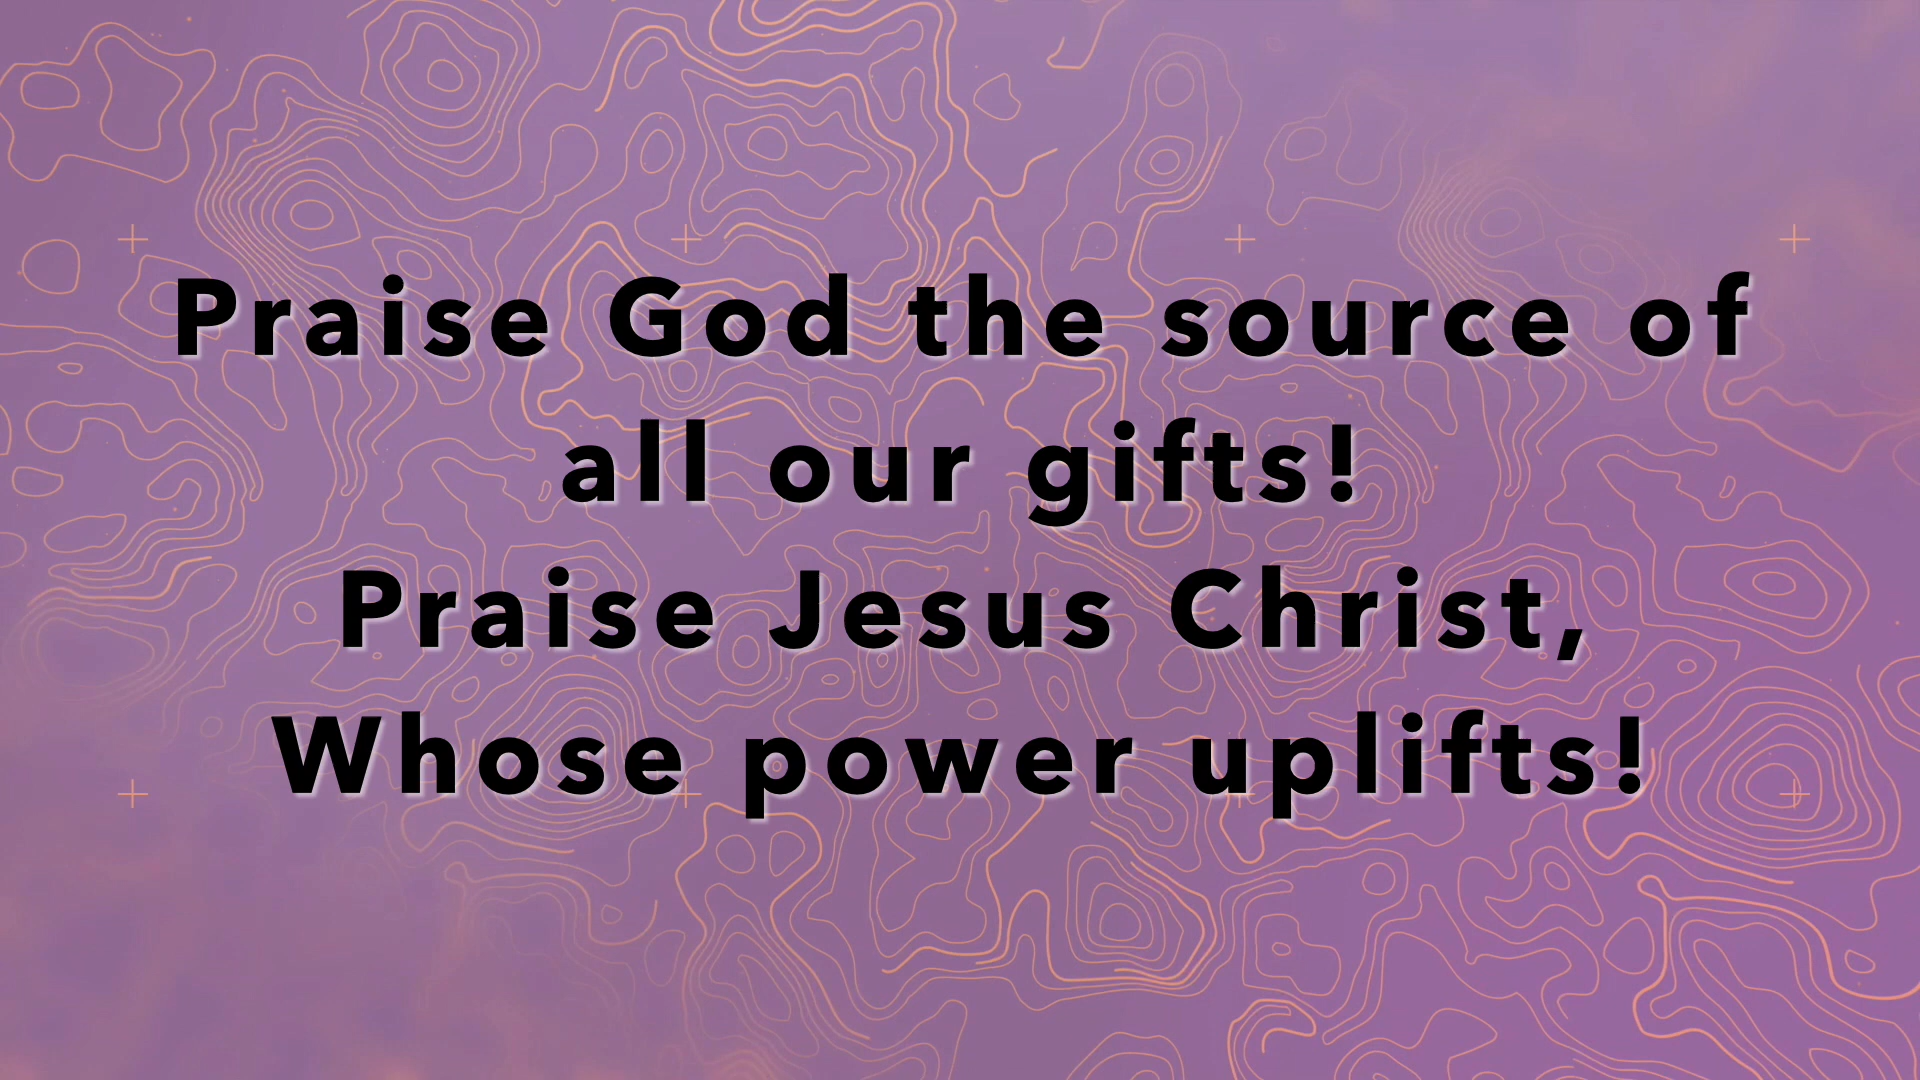 Praise God the source of
all our gifts!
Praise Jesus Christ,
Whose power uplifts!